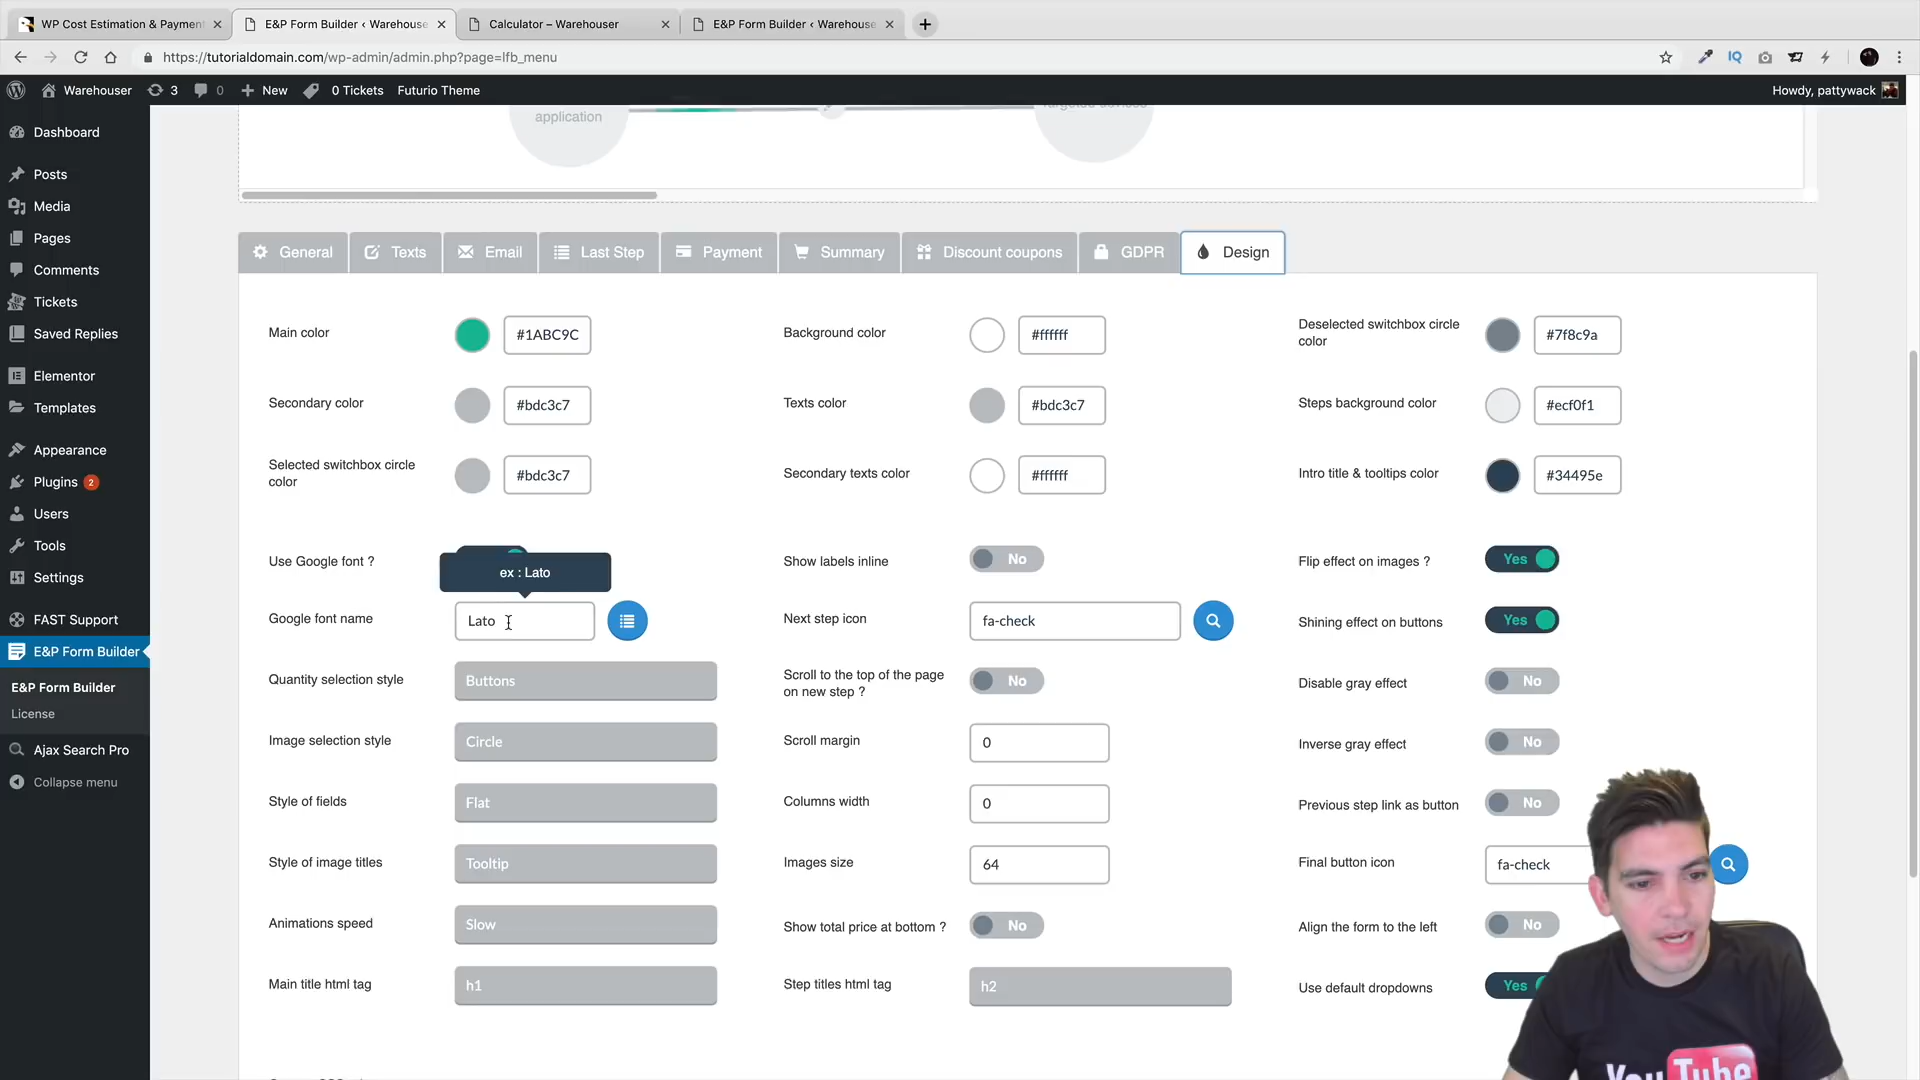 WP Cost Estimation & Payment
E&P Form Builder ‹ Warehouse
Calculator – Warehouser
E&P Form Builder ‹ Warehouse
https://tutorialdomain.com/wp-admin/admin.php?page=lfb_menu
IQ
Warehouser
3
0
New
0 Tickets
Futurio Theme
Howdy, pattywack
Dashboard
Posts
Media
Pages
Comments
Tickets
Saved Replies
Elementor
Templates
Appearance
Plugins 2
Users
Tools
Settings
FAST Support
E&P Form Builder
E&P Form Builder
License
Ajax Search Pro
Collapse menu
application
General
Texts
Email
Last Step
Payment
Summary
Discount coupons
GDPR
Design
Main color #1ABC9C
Background color #ffffff
Deselected switchbox circle
color
#7f8c9a
Secondary color #bdc3c7
Texts color #bdc3c7
Steps background color #ecf0f1
Selected switchbox circle
color
#bdc3c7
Secondary texts color #ffffff
Intro title & tooltips color #34495e
Use Google font ?
ex : Lato
Show labels inline No
Flip effect on images ? Yes
Google font name Lato
Next step icon fa-check
Shining effect on buttons Yes
Quantity selection style Buttons
Scroll to the top of the page
on new step ?
No
Disable gray effect No
Image selection style Circle
Scroll margin 0
Inverse gray effect No
Style of fields Flat
Columns width 0
Previous step link as button No
Style of image titles Tooltip
Images size 64
Final button icon fa-check
Animations speed Slow
Show total price at bottom ? No
Align the form to the left No
Main title html tag h1
Step titles html tag h2
Use default dropdowns Yes
YouTube